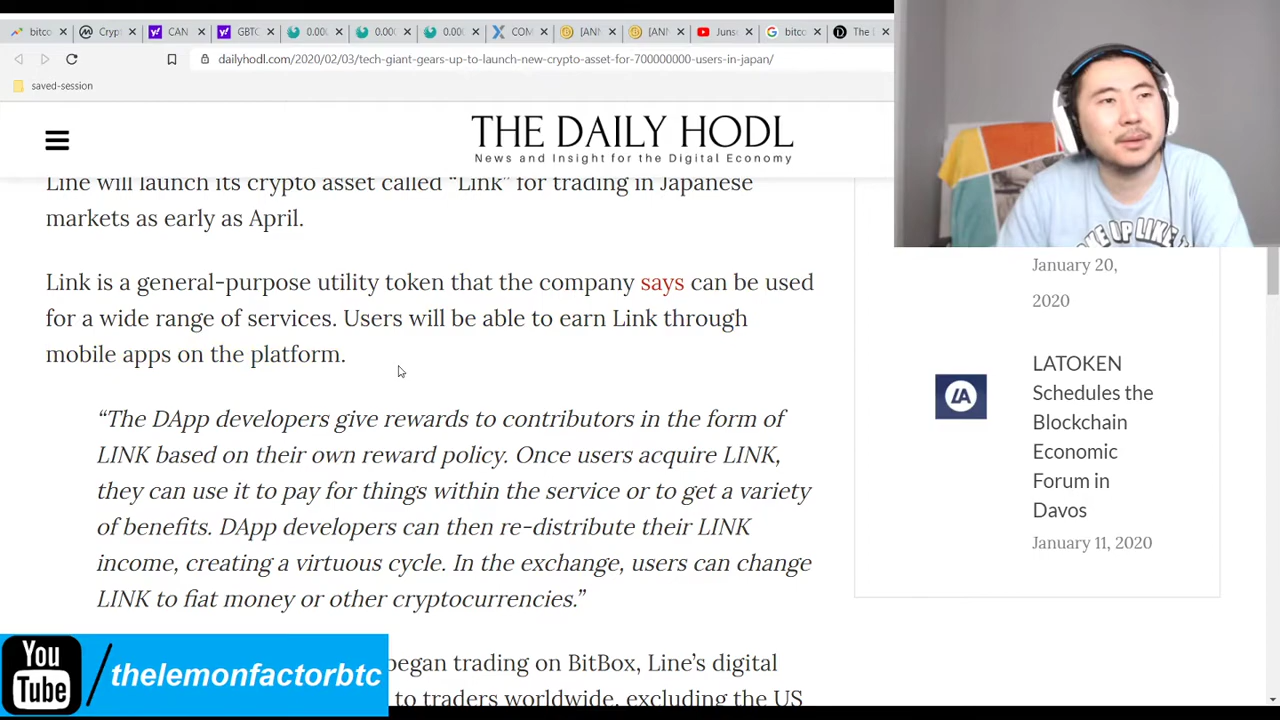 bitco
Cryp
CAN
GBTC
0.00
0.00
0.00
COM
[ANN
[ANN
Juns
bitco
The L
dailyhodl.com/2020/02/03/tech-giant-gears-up-to-launch-new-crypto-asset-for-700000000-users-in-japan/
saved-session
THE DAILY HODL
News and Insight for the Digital Economy
Line will launch its crypto asset called “Link” for trading in Japanese
markets as early as April.
Link is a general-purpose utility token that the company says can be used
for a wide range of services. Users will be able to earn Link through
mobile apps on the platform.
“The DApp developers give rewards to contributors in the form of
LINK based on their own reward policy. Once users acquire LINK,
they can use it to pay for things within the service or to get a variety
of benefits. DApp developers can then re-distribute their LINK
income, creating a virtuous cycle. In the exchange, users can change
LINK to fiat money or other cryptocurrencies.”
began trading on BitBox, Line’s digital
to traders worldwide, excluding the US
January 20,
2020
LA
LATOKEN
Schedules the
Blockchain
Economic
Forum in
Davos
January 11, 2020
UP LIKE
You
Tube
/thelemonfactorbtc